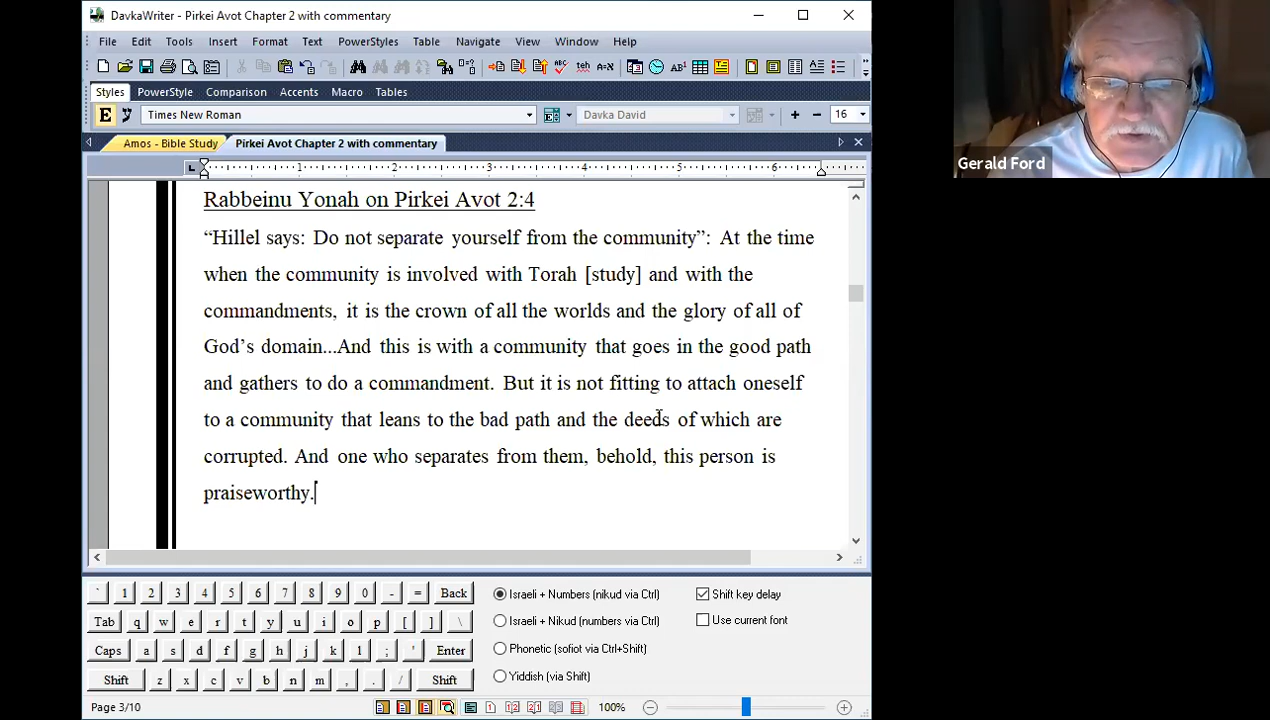 DavkaWriter - Pirkei Avot Chapter 2 with commentary
File Edit Tools Insert Format Text PowerStyles Table Navigate View Window Help
Styles PowerStyle Comparison Accents Macro Tables
E Times New Roman Davka David 16
Amos - Bible Study Pirkei Avot Chapter 2 with commentary
1 2 3 4 5 6
Rabbeinu Yonah on Pirkei Avot 2:4
“Hillel says: Do not separate yourself from the community”: At the time
when the community is involved with Torah [study] and with the
commandments, it is the crown of all the worlds and the glory of all of
God’s domain...And this is with a community that goes in the good path
and gathers to do a commandment. But it is not fitting to attach oneself
to a community that leans to the bad path and the deeds of which are
corrupted. And one who separates from them, behold, this person is
praiseworthy.
` 1 2 3 4 5 6 7 8 9 0 - = Back
Tab q w e r t y u i o p [ ] \
Caps a s d f g h j k l ; ' Enter
Shift z x c v b n m , . / Shift
Israeli + Numbers (nikud via Ctrl)
Israeli + Nikud (numbers via Ctrl)
Phonetic (sofiot via Ctrl+Shift)
Yiddish (via Shift)
Shift key delay
Use current font
Page 3/10
100%
Gerald Ford